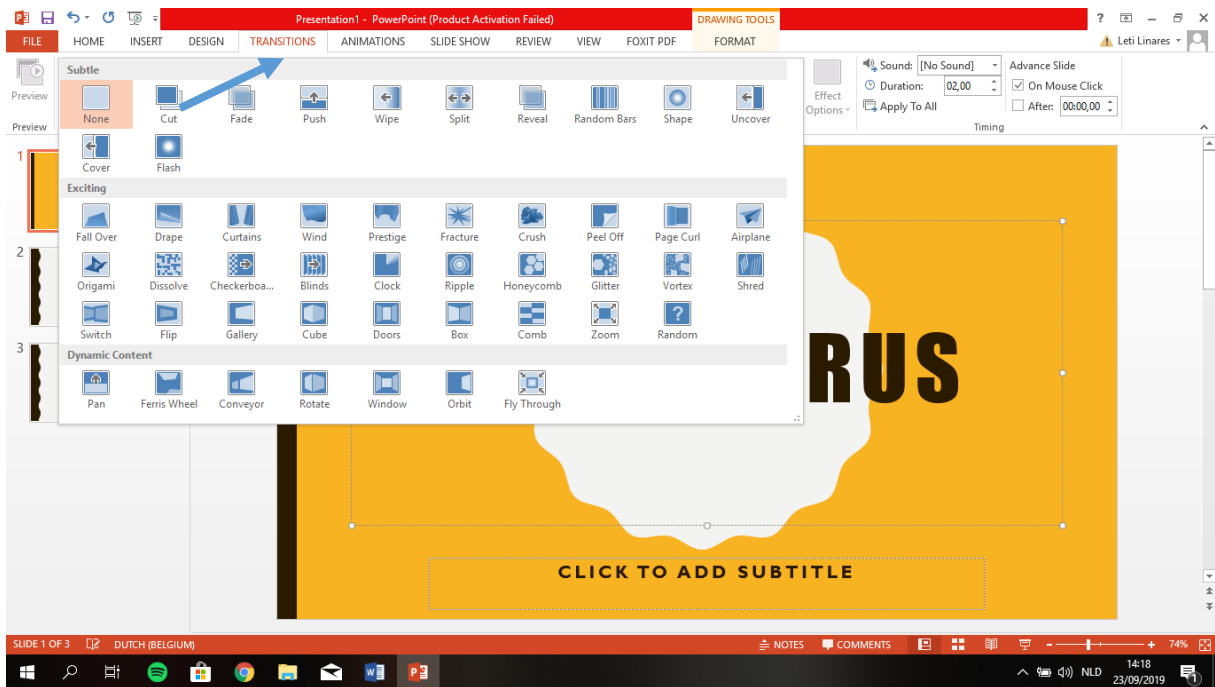 Presentation1 - PowerPoint (Product Activation Failed)
DRAWING TOOLS
?
FILE HOME INSERT DESIGN TRANSITIONS ANIMATIONS SLIDE SHOW REVIEW VIEW FOXIT PDF FORMAT Leti Linares
Preview
Preview
Subtle
None Cut Fade Push Wipe Split Reveal Random Bars Shape Uncover
Cover Flash
Exciting
Fall Over Drape Curtains Wind Prestige Fracture Crush Peel Off Page Curl Airplane
Origami Dissolve Checkerboa... Blinds Clock Ripple Honeycomb Glitter Vortex Shred
Switch Flip Gallery Cube Doors Box Comb Zoom Random
Dynamic Content
Pan Ferris Wheel Conveyor Rotate Window Orbit Fly Through
Effect
Options
Sound: [No Sound] Advance Slide
Duration: 02,00 On Mouse Click
Apply To All After: 00:00,00
Timing
1
2
3
RUS
CLICK TO ADD SUBTITLE
SLIDE 1 OF 3 DUTCH (BELGIUM) NOTES COMMENTS 74%
NLD 14:18
23/09/2019
1